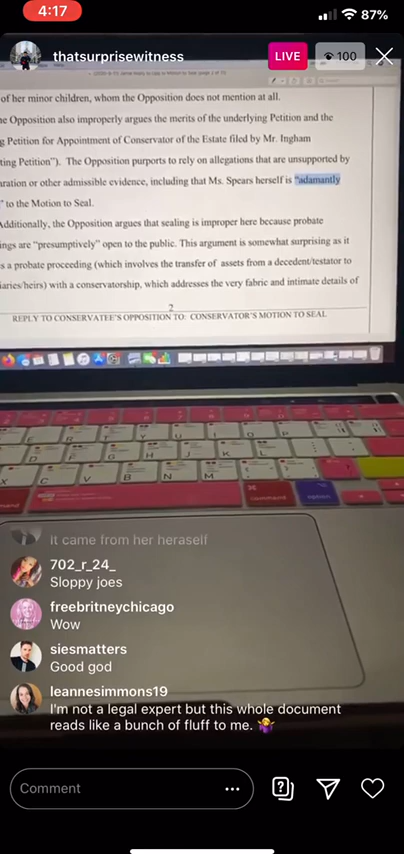 4:17
87%
thatsurprisewitness
LIVE
100
of her minor children, whom the Opposition does not mention at all.
he Opposition also improperly argues the merits of the underlying Petition and the
g Petition for Appointment of Conservator of the Estate filed by Mr. Ingham
ting Petition"). The Opposition purports to rely on allegations that are unsupported by
aration or other admissible evidence, including that Ms. Spears herself is "adamantly
" to the Motion to Seal.
Additionally, the Opposition argues that sealing is improper here because probate
ings are "presumptively" open to the public. This argument is somewhat surprising as it
s a probate proceeding (which involves the transfer of assets from a decedent/testator to
iaries/heirs) with a conservatorship, which addresses the very fabric and intimate details of
2
REPLY TO CONSERVATEE'S OPPOSITION TO: CONSERVATOR'S MOTION TO SEAL
E R T Y U I O P
D F G H J K L
X C V B N M
command
option
it came from her heraself
702_r_24_
Sloppy joes
freebritneychicago
Wow
siesmatters
Good god
leannesimmons19
I'm not a legal expert but this whole document
reads like a bunch of fluff to me. 🤷‍♀️
Comment